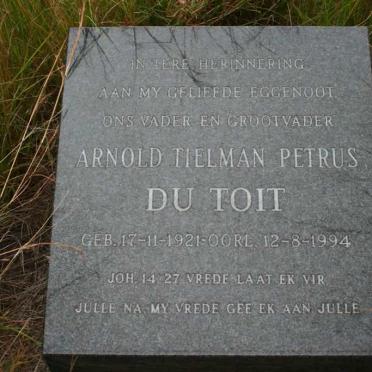 IN TERE HERINNERING
AAN MY GELIEFDE EGGENOOT
ONS VADER EN GROOTVADER
ARNOLD TIELMAN PETRUS
DU TOIT
GEB. 17-11-1921-OORL. 12-8-1994
JOH. 14:27 VREDE LAAT EK VIR
JULLE NA, MY VREDE GEE EK AAN JULLE